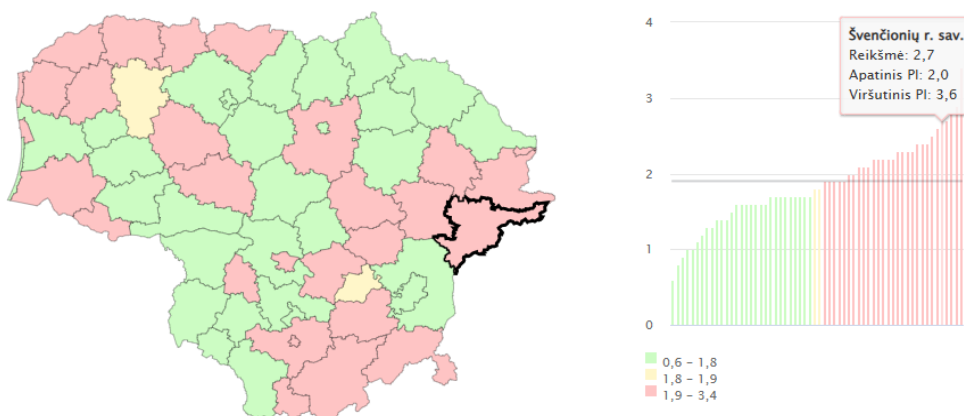 4
Švenčionių r. sav.
Reikšmė: 2,7
Apatinis PI: 2,0
Viršutinis PI: 3,6
3
2
1
0
0,6 – 1,8
1,8 – 1,9
1,9 – 3,4